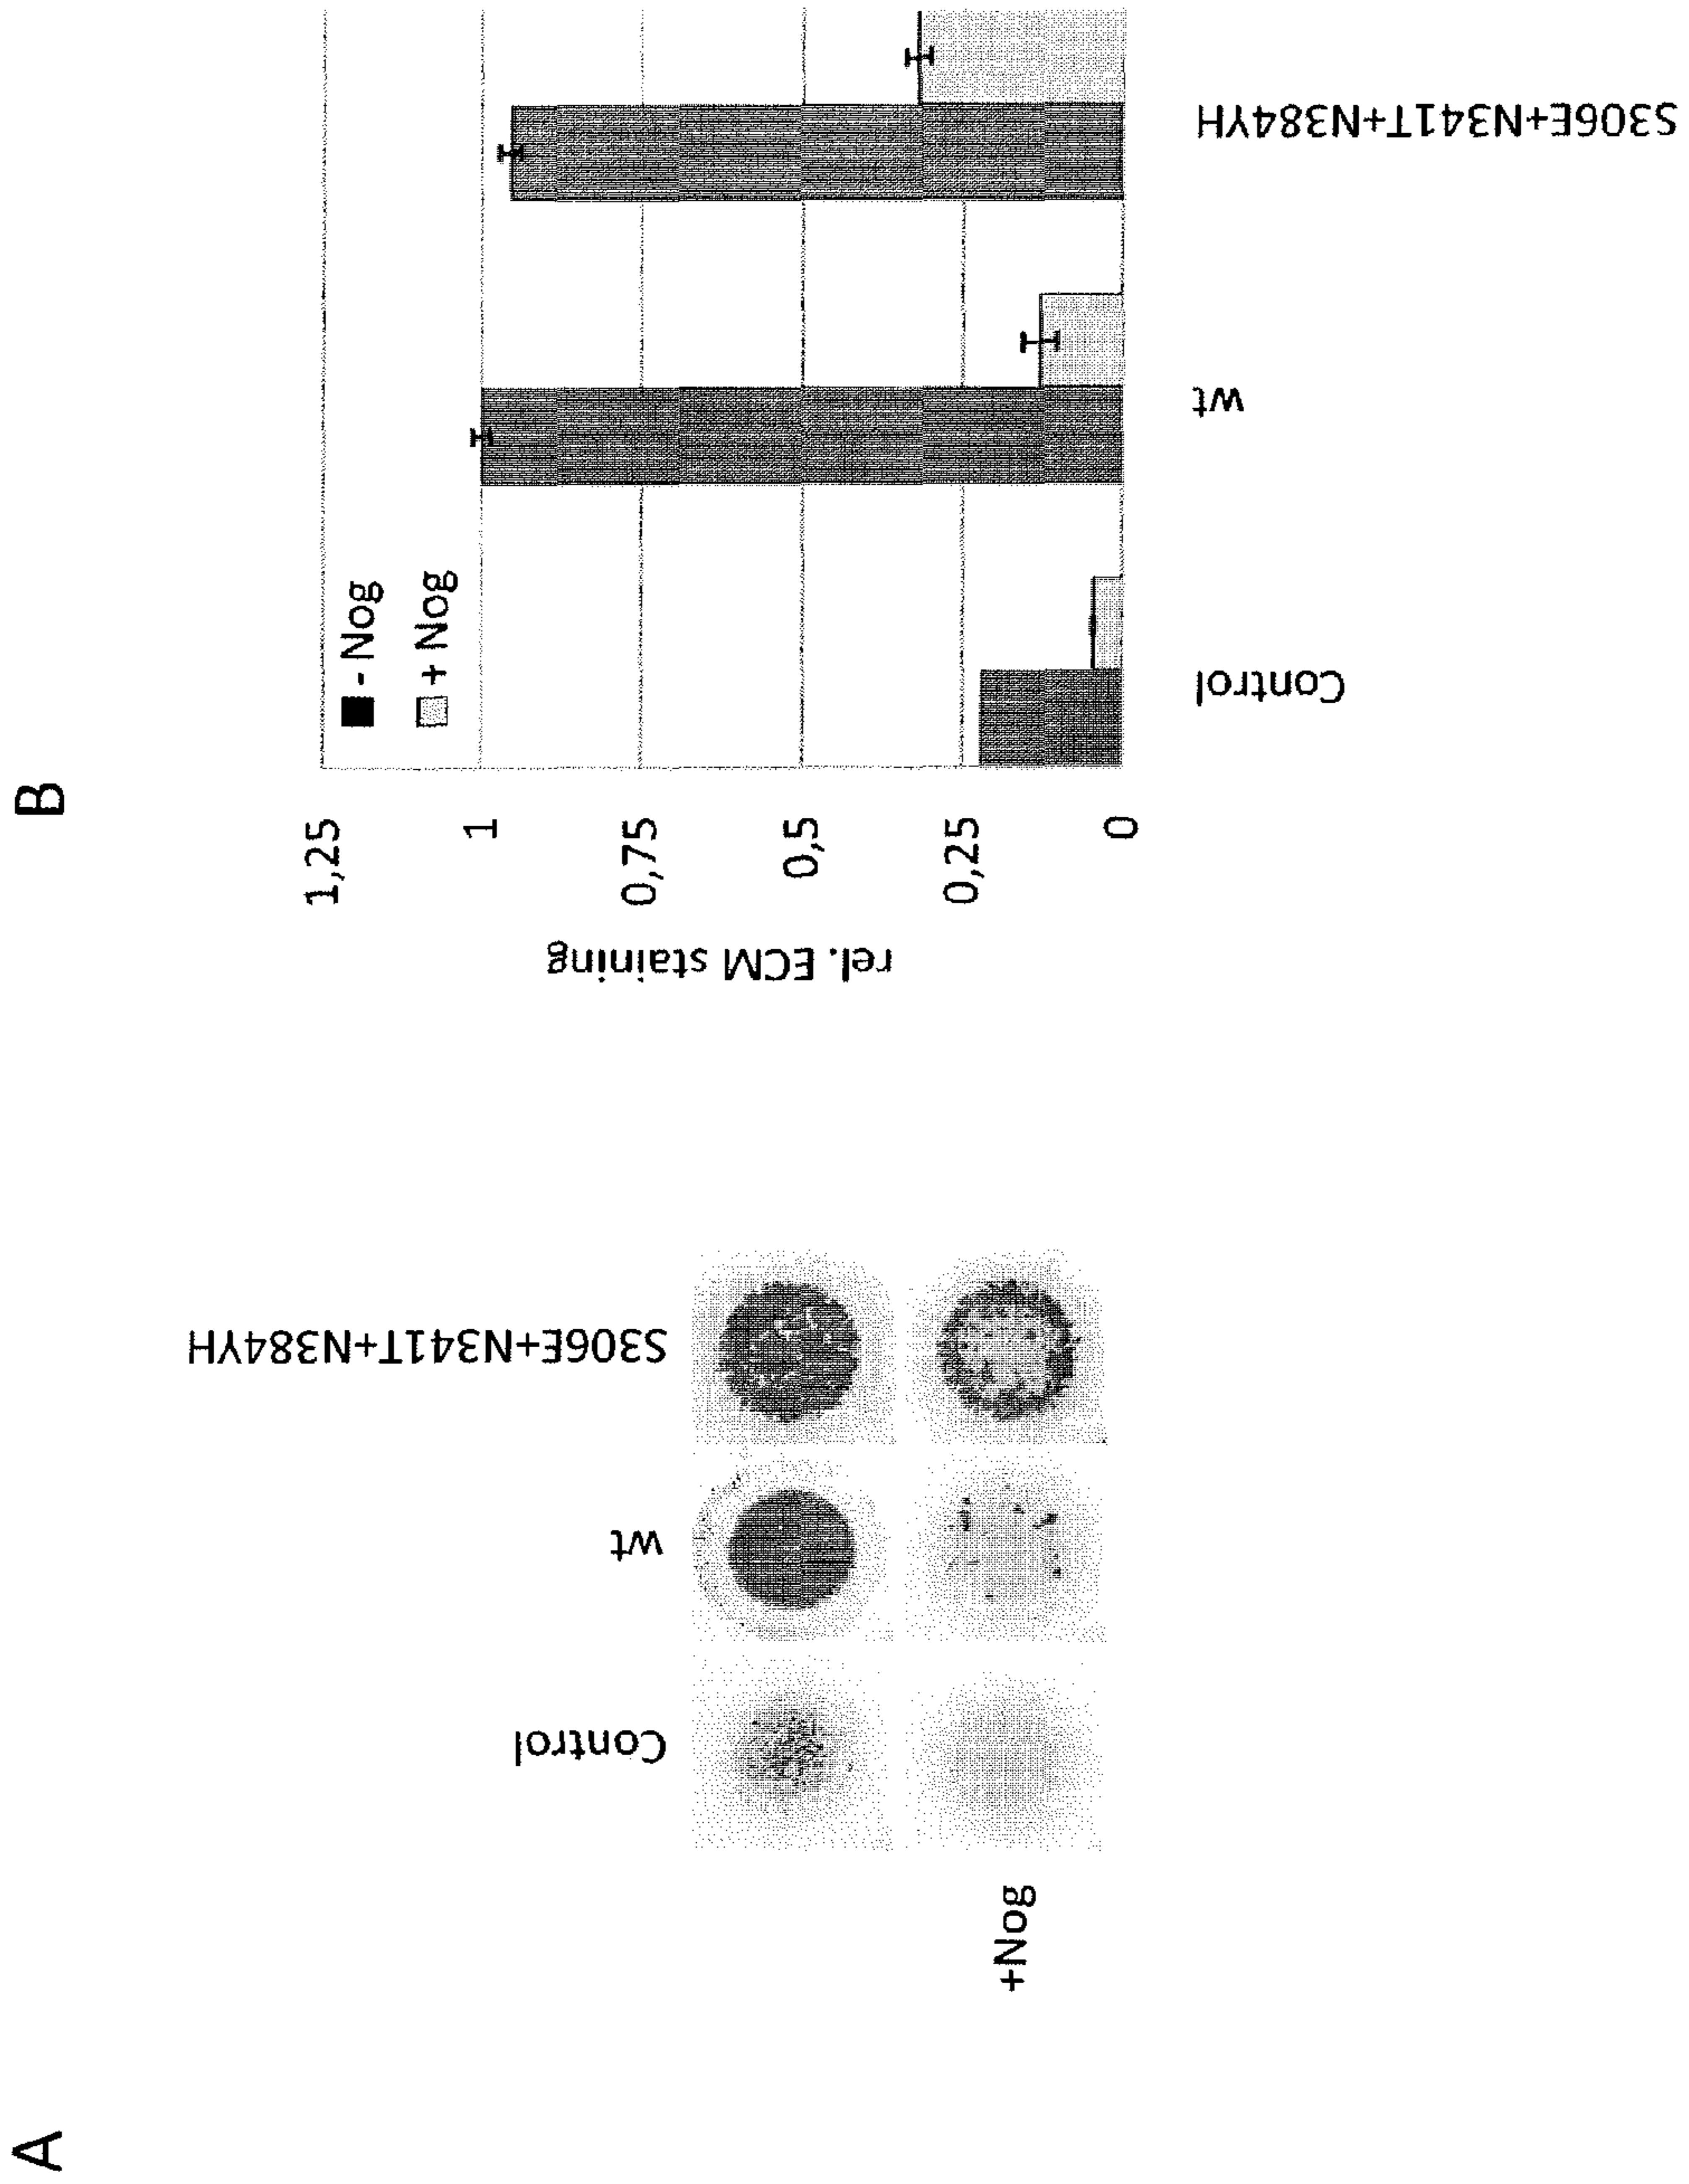 A
Control
wt
S306E+N341T+N384YH
+Nog
B
rel. ECM staining
1,25
1
0,75
0,5
0,25
0
- Nog
+ Nog
Control
wt
S306E+N341T+N384YH